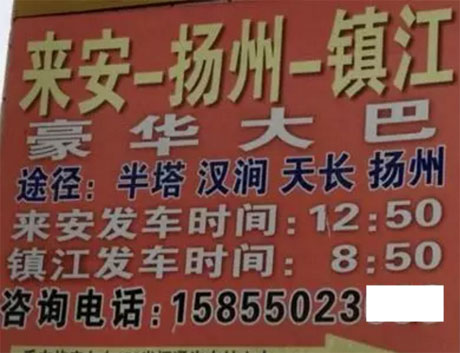 来安-扬州-镇江
豪华大巴
途径：半塔 汊涧 天长 扬州
来安发车时间：12:50
镇江发车时间：8:50
咨询电话：15855023